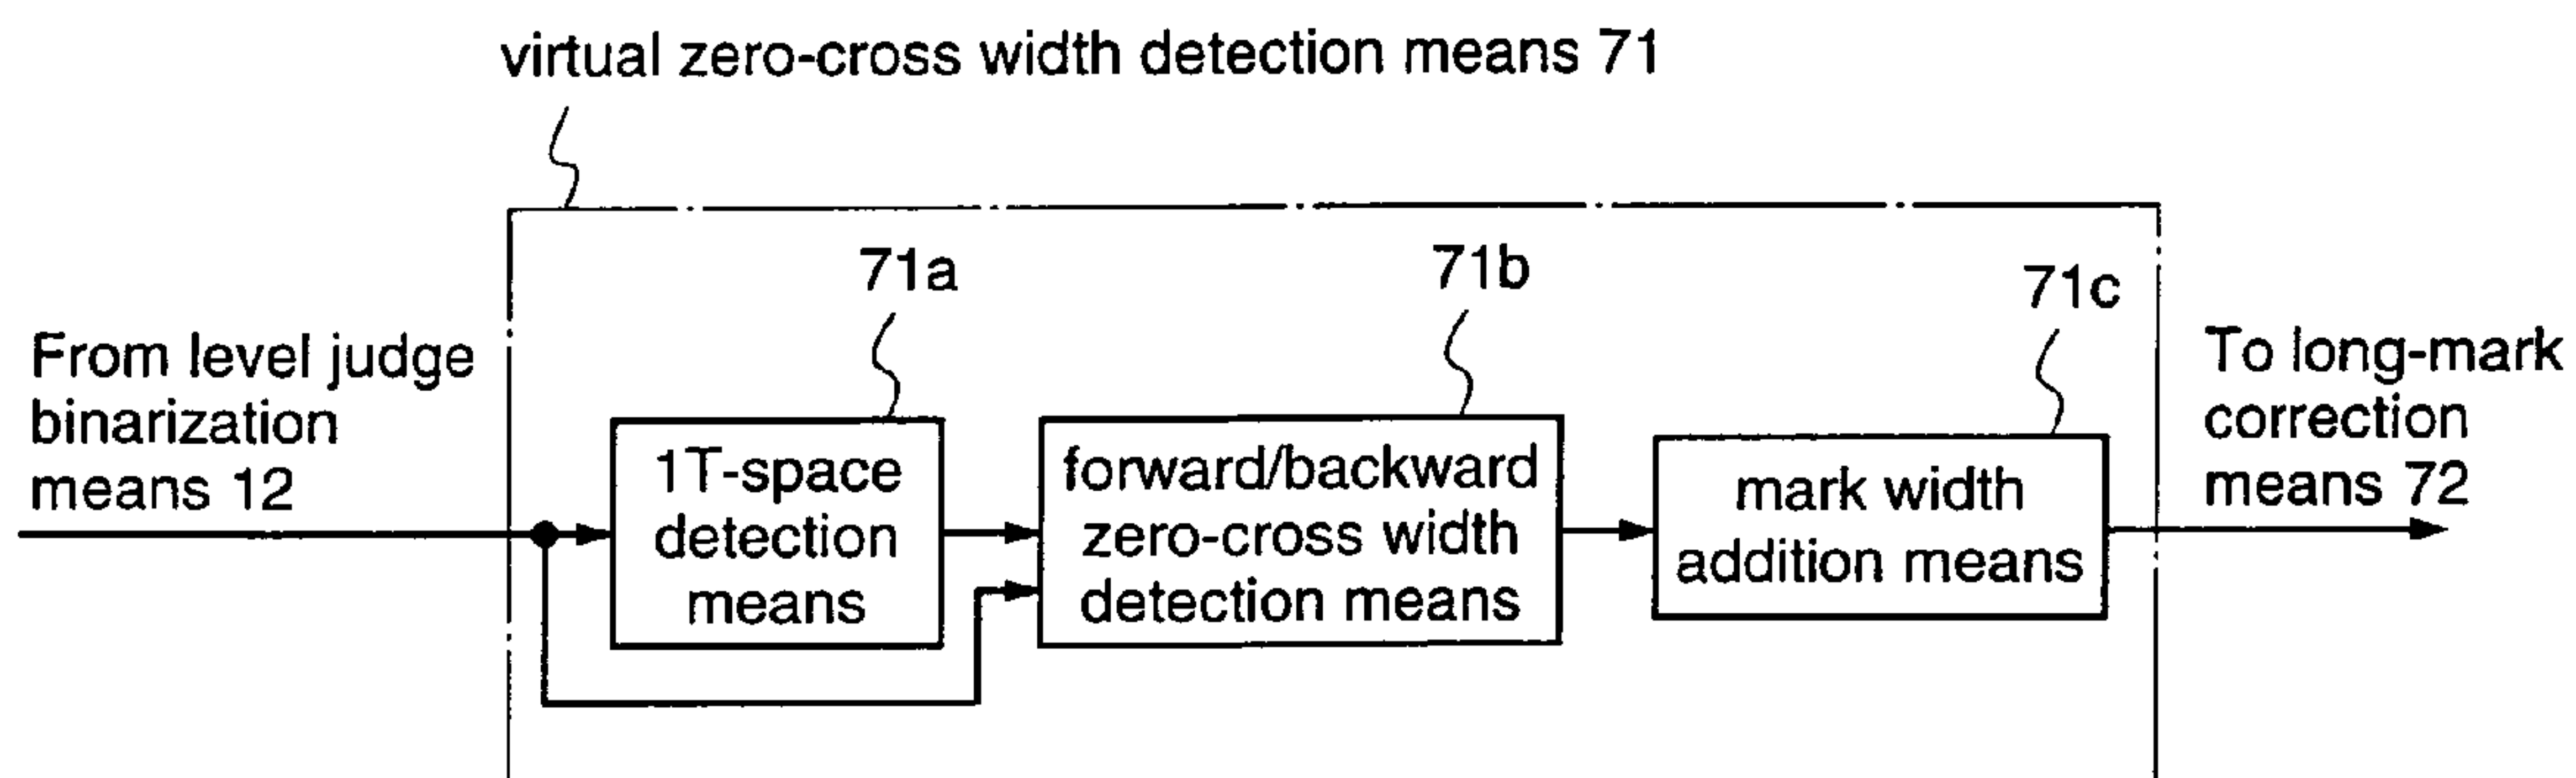 virtual zero-cross width detection means 71
71a
71b
71c
From level judge
binarization
means 12
To long-mark
correction
means 72
1T-space
detection
means
forward/backward
zero-cross width
detection means
mark width
addition means